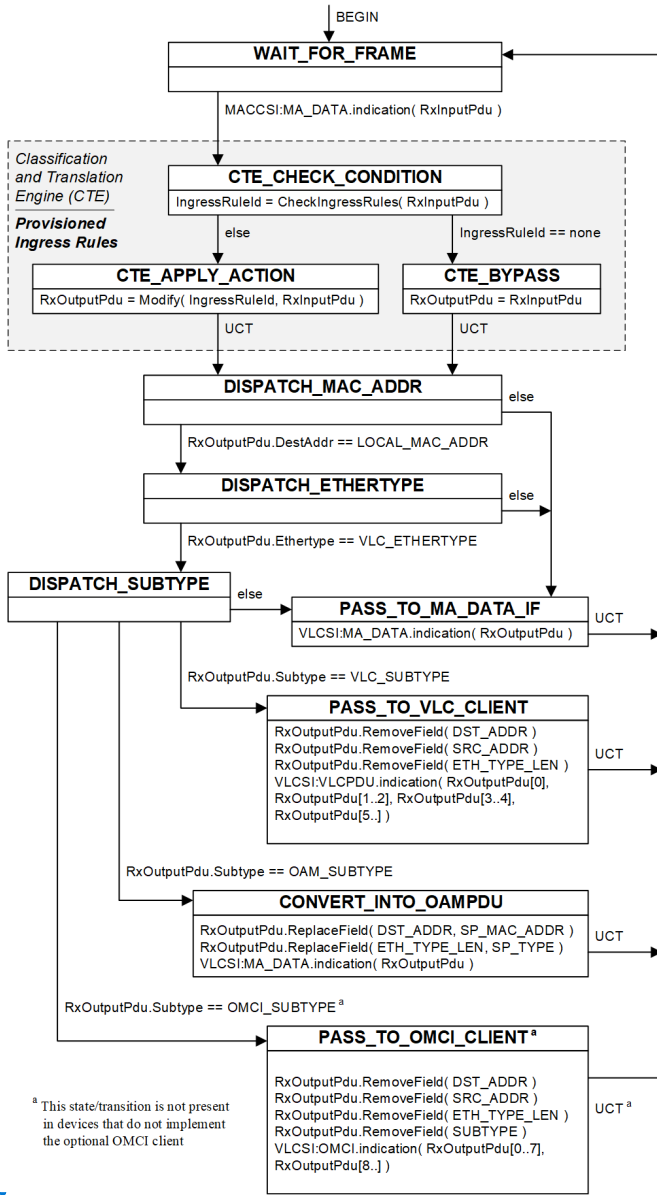 BEGIN
WAIT_FOR_FRAME
MACCSI:MA_DATA.indication( RxInputPdu )
Classification
and Translation
Engine (CTE)
Provisioned
Ingress Rules
CTE_CHECK_CONDITION
IngressRuleId = CheckIngressRules( RxInputPdu )
else
IngressRuleId == none
CTE_APPLY_ACTION
RxOutputPdu = Modify( IngressRuleId, RxInputPdu )
CTE_BYPASS
RxOutputPdu = RxInputPdu
UCT
UCT
DISPATCH_MAC_ADDR
else
RxOutputPdu.DestAddr == LOCAL_MAC_ADDR
DISPATCH_ETHERTYPE
else
RxOutputPdu.Ethertype == VLC_ETHERTYPE
DISPATCH_SUBTYPE
else
PASS_TO_MA_DATA_IF
VLCSI:MA_DATA.indication( RxOutputPdu )
UCT
RxOutputPdu.Subtype == VLC_SUBTYPE
PASS_TO_VLC_CLIENT
RxOutputPdu.RemoveField( DST_ADDR )
RxOutputPdu.RemoveField( SRC_ADDR )
RxOutputPdu.RemoveField( ETH_TYPE_LEN )
VLCSI:VLCPDU.indication( RxOutputPdu[0],
RxOutputPdu[1..2], RxOutputPdu[3..4],
RxOutputPdu[5..] )
UCT
RxOutputPdu.Subtype == OAM_SUBTYPE
CONVERT_INTO_OAMPDU
RxOutputPdu.ReplaceField( DST_ADDR, SP_MAC_ADDR )
RxOutputPdu.ReplaceField( ETH_TYPE_LEN, SP_TYPE )
VLCSI:MA_DATA.indication( RxOutputPdu )
UCT
RxOutputPdu.Subtype == OMCI_SUBTYPE a
PASS_TO_OMCI_CLIENT a
RxOutputPdu.RemoveField( DST_ADDR )
RxOutputPdu.RemoveField( SRC_ADDR )
RxOutputPdu.RemoveField( ETH_TYPE_LEN )
RxOutputPdu.RemoveField( SUBTYPE )
VLCSI:OMCI.indication( RxOutputPdu[0..7],
RxOutputPdu[8..] )
UCT a
a This state/transition is not present
in devices that do not implement
the optional OMCI client